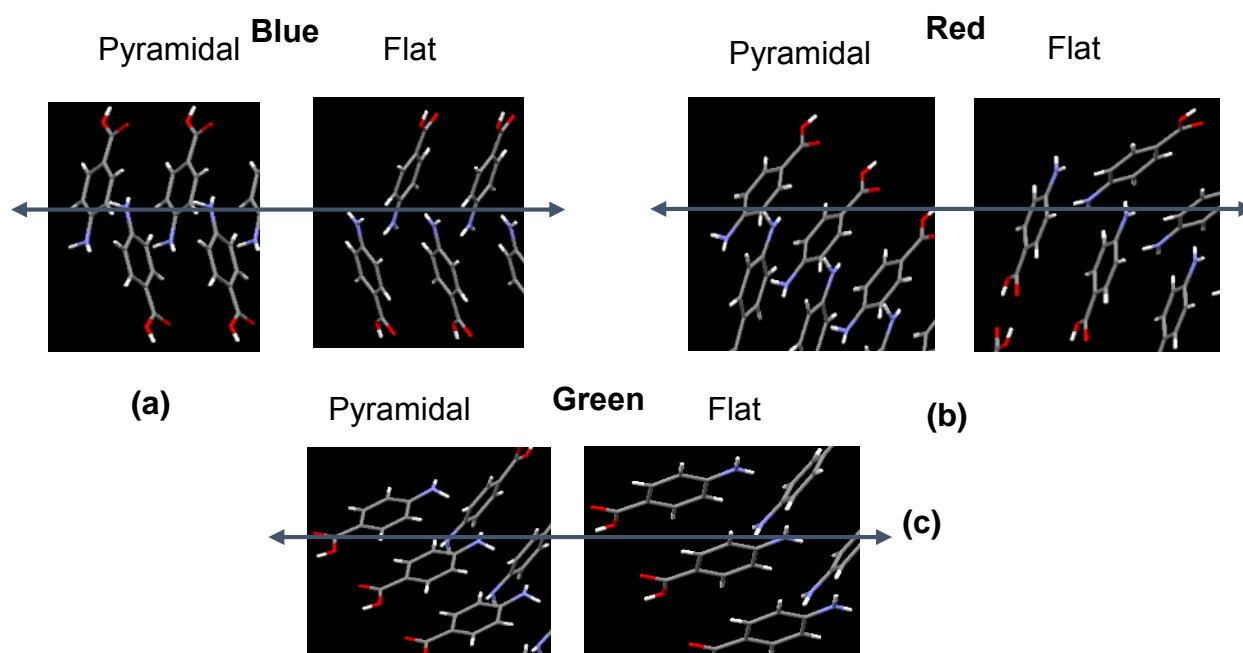 Blue
Pyramidal Flat
Red
Pyramidal Flat
(a)
(b)
Green
Pyramidal Flat
(c)